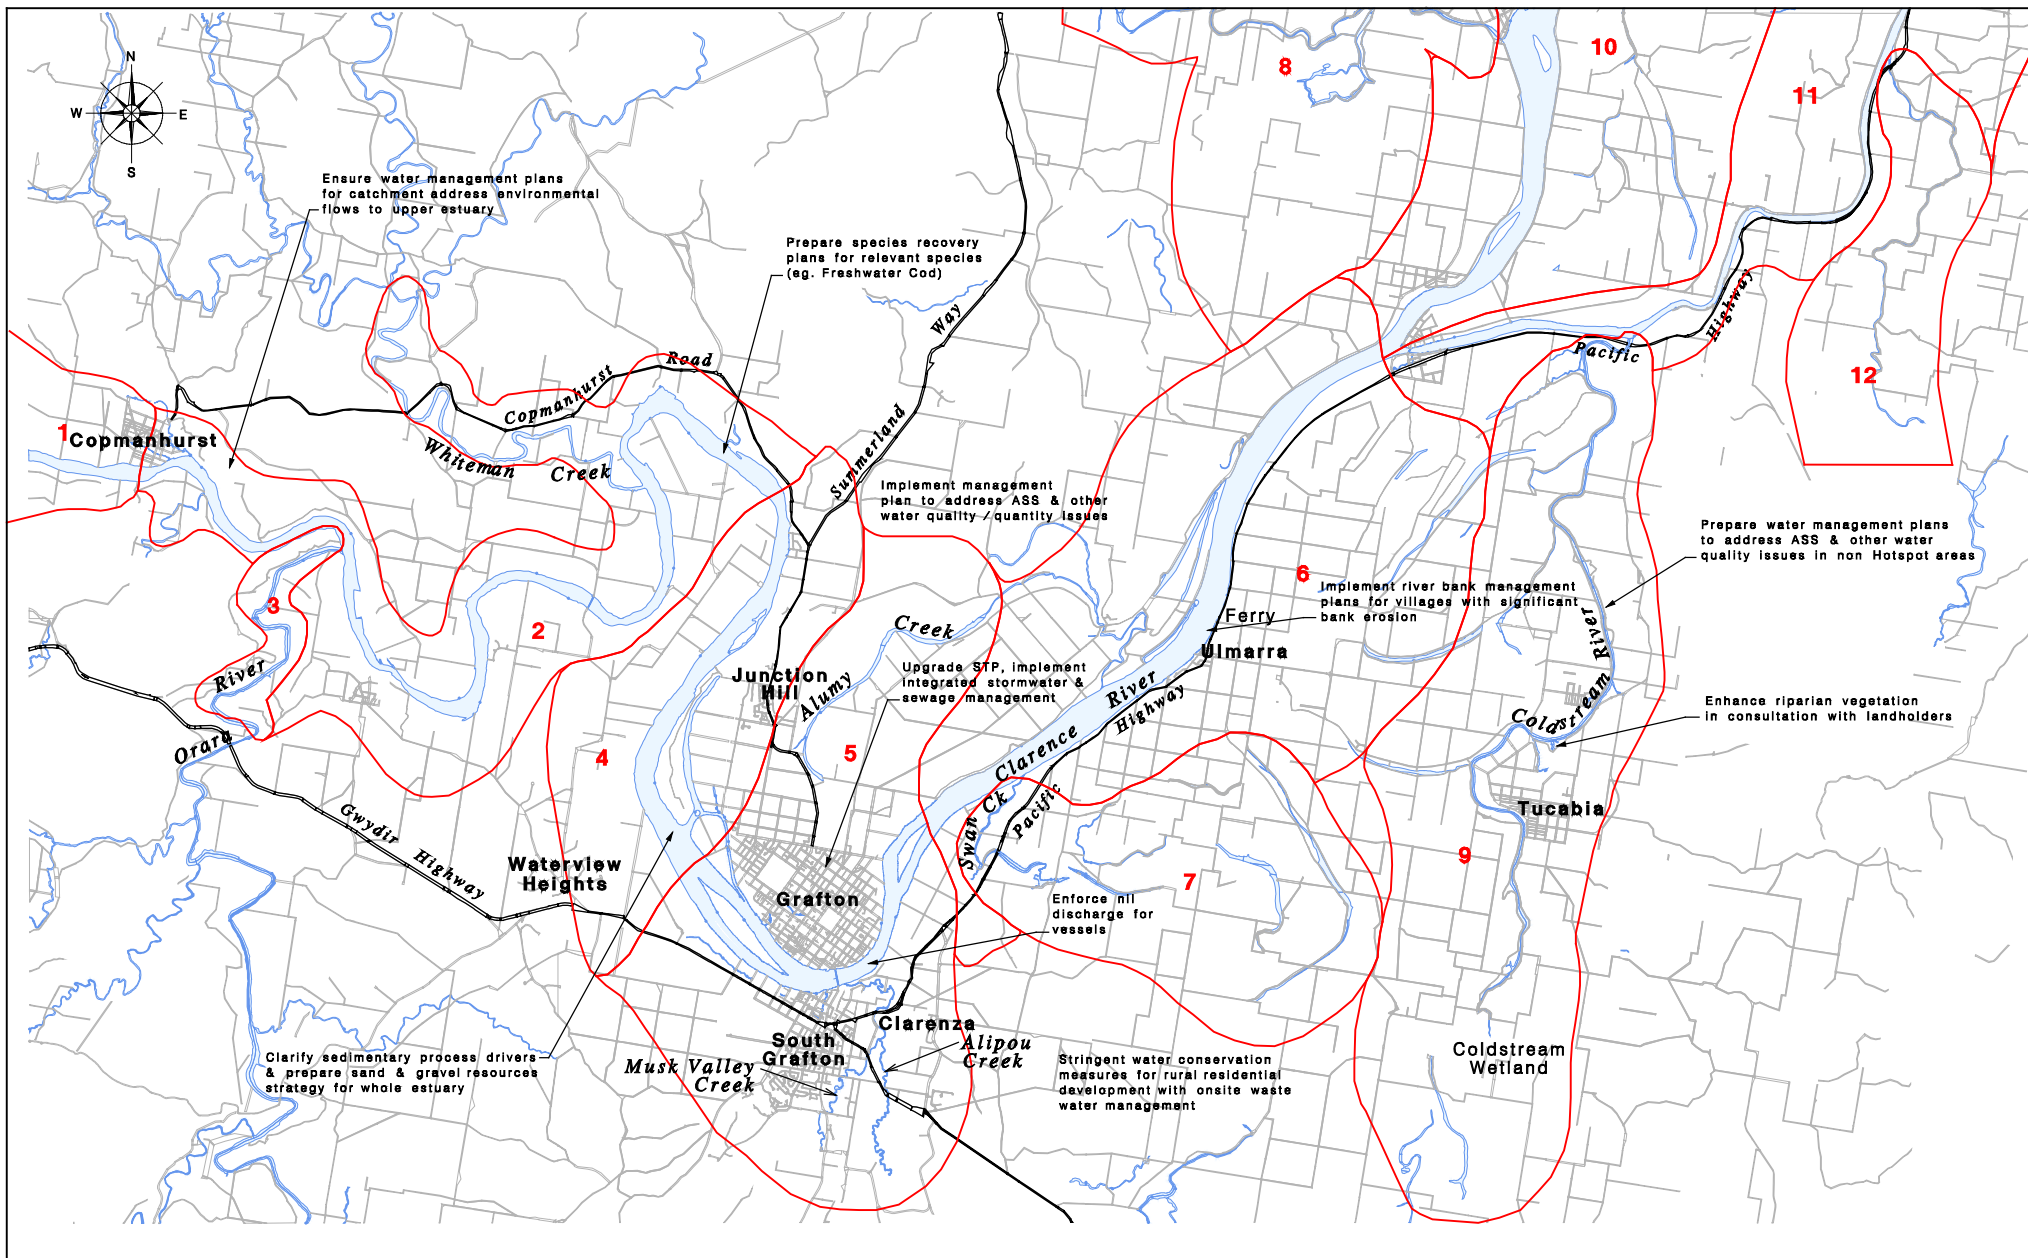 N
W
E
S
8
10
11
12
Ensure water management plans
for catchment address environmental
flows to upper estuary
Prepare species recovery
plans for relevant species
(eg. Freshwater Cod)
Copmanhurst
Road
Summerland
Way
Pacific
Highway
1
Copmanhurst
Whiteman
Creek
Implement management
plan to address ASS & other
water quality / quantity issues
Prepare water management plans
to address ASS & other water
quality issues in non Hotspot areas
6
Implement river bank management
plans for villages with significant
bank erosion
Ferry
Ulmarra
3
2
River
Orara
Creek
Alumy
Junction
Hill
Upgrade STP, implement
integrated stormwater &
sewage management
Clarence
River
Pacific
Highway
Coldstream
River
Enhance riparian vegetation
in consultation with landholders
4
5
Swan
Ck
Tucabia
Gwydir
Highway
Waterview
Heights
Grafton
7
9
Enforce nil
discharge for
vessels
Clarenza
South
Grafton
Alipou
Creek
Musk Valley
Creek
Clarify sedimentary process drivers
& prepare sand & gravel resources
strategy for whole estuary
Stringent water conservation
measures for rural residential
development with onsite waste
water management
Coldstream
Wetland